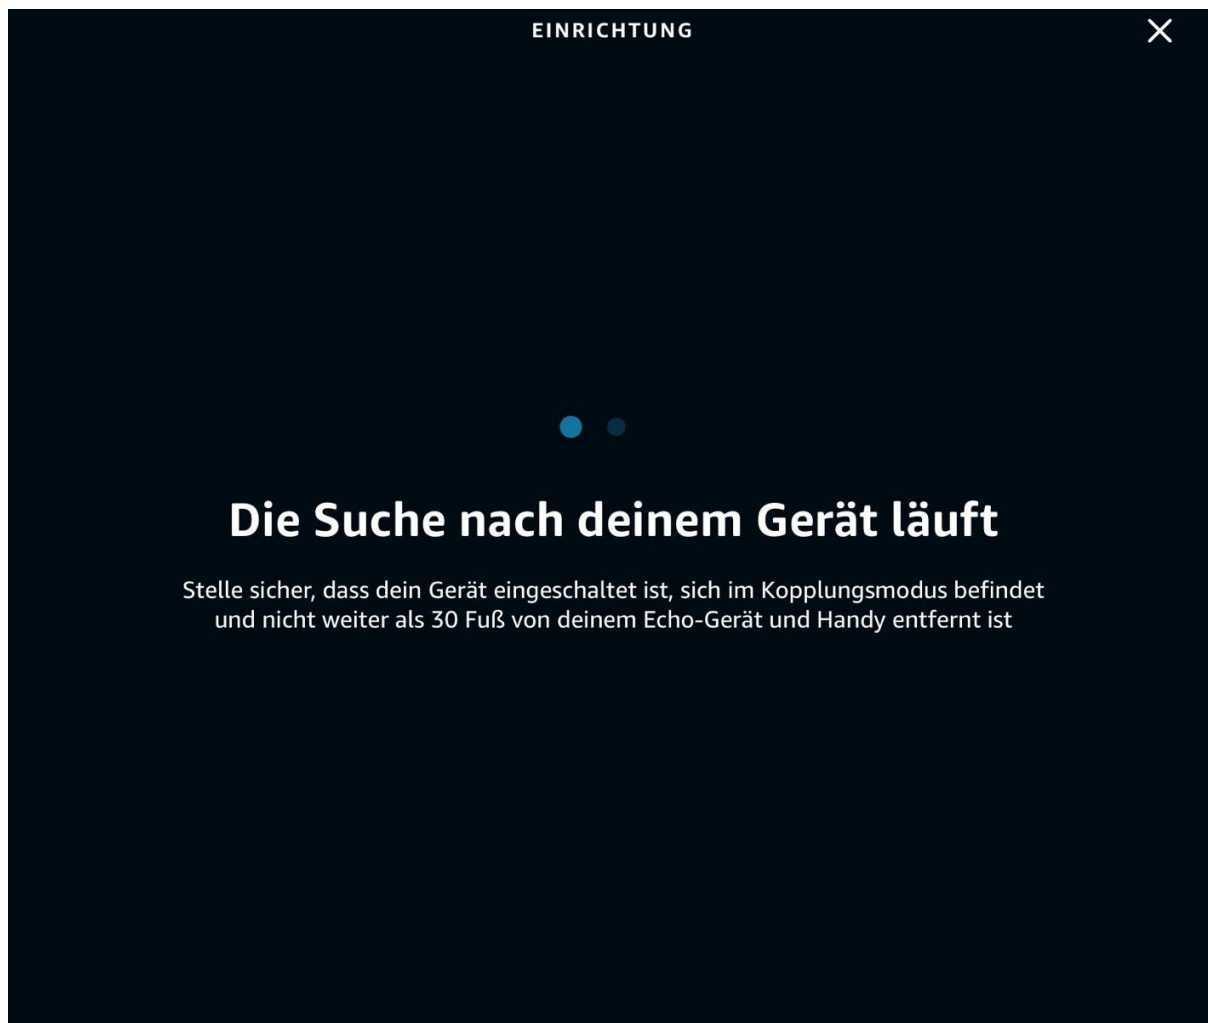 EINRICHTUNG
Die Suche nach deinem Gerät läuft
Stelle sicher, dass dein Gerät eingeschaltet ist, sich im Kopplungsmodus befindet
und nicht weiter als 30 Fuß von deinem Echo-Gerät und Handy entfernt ist